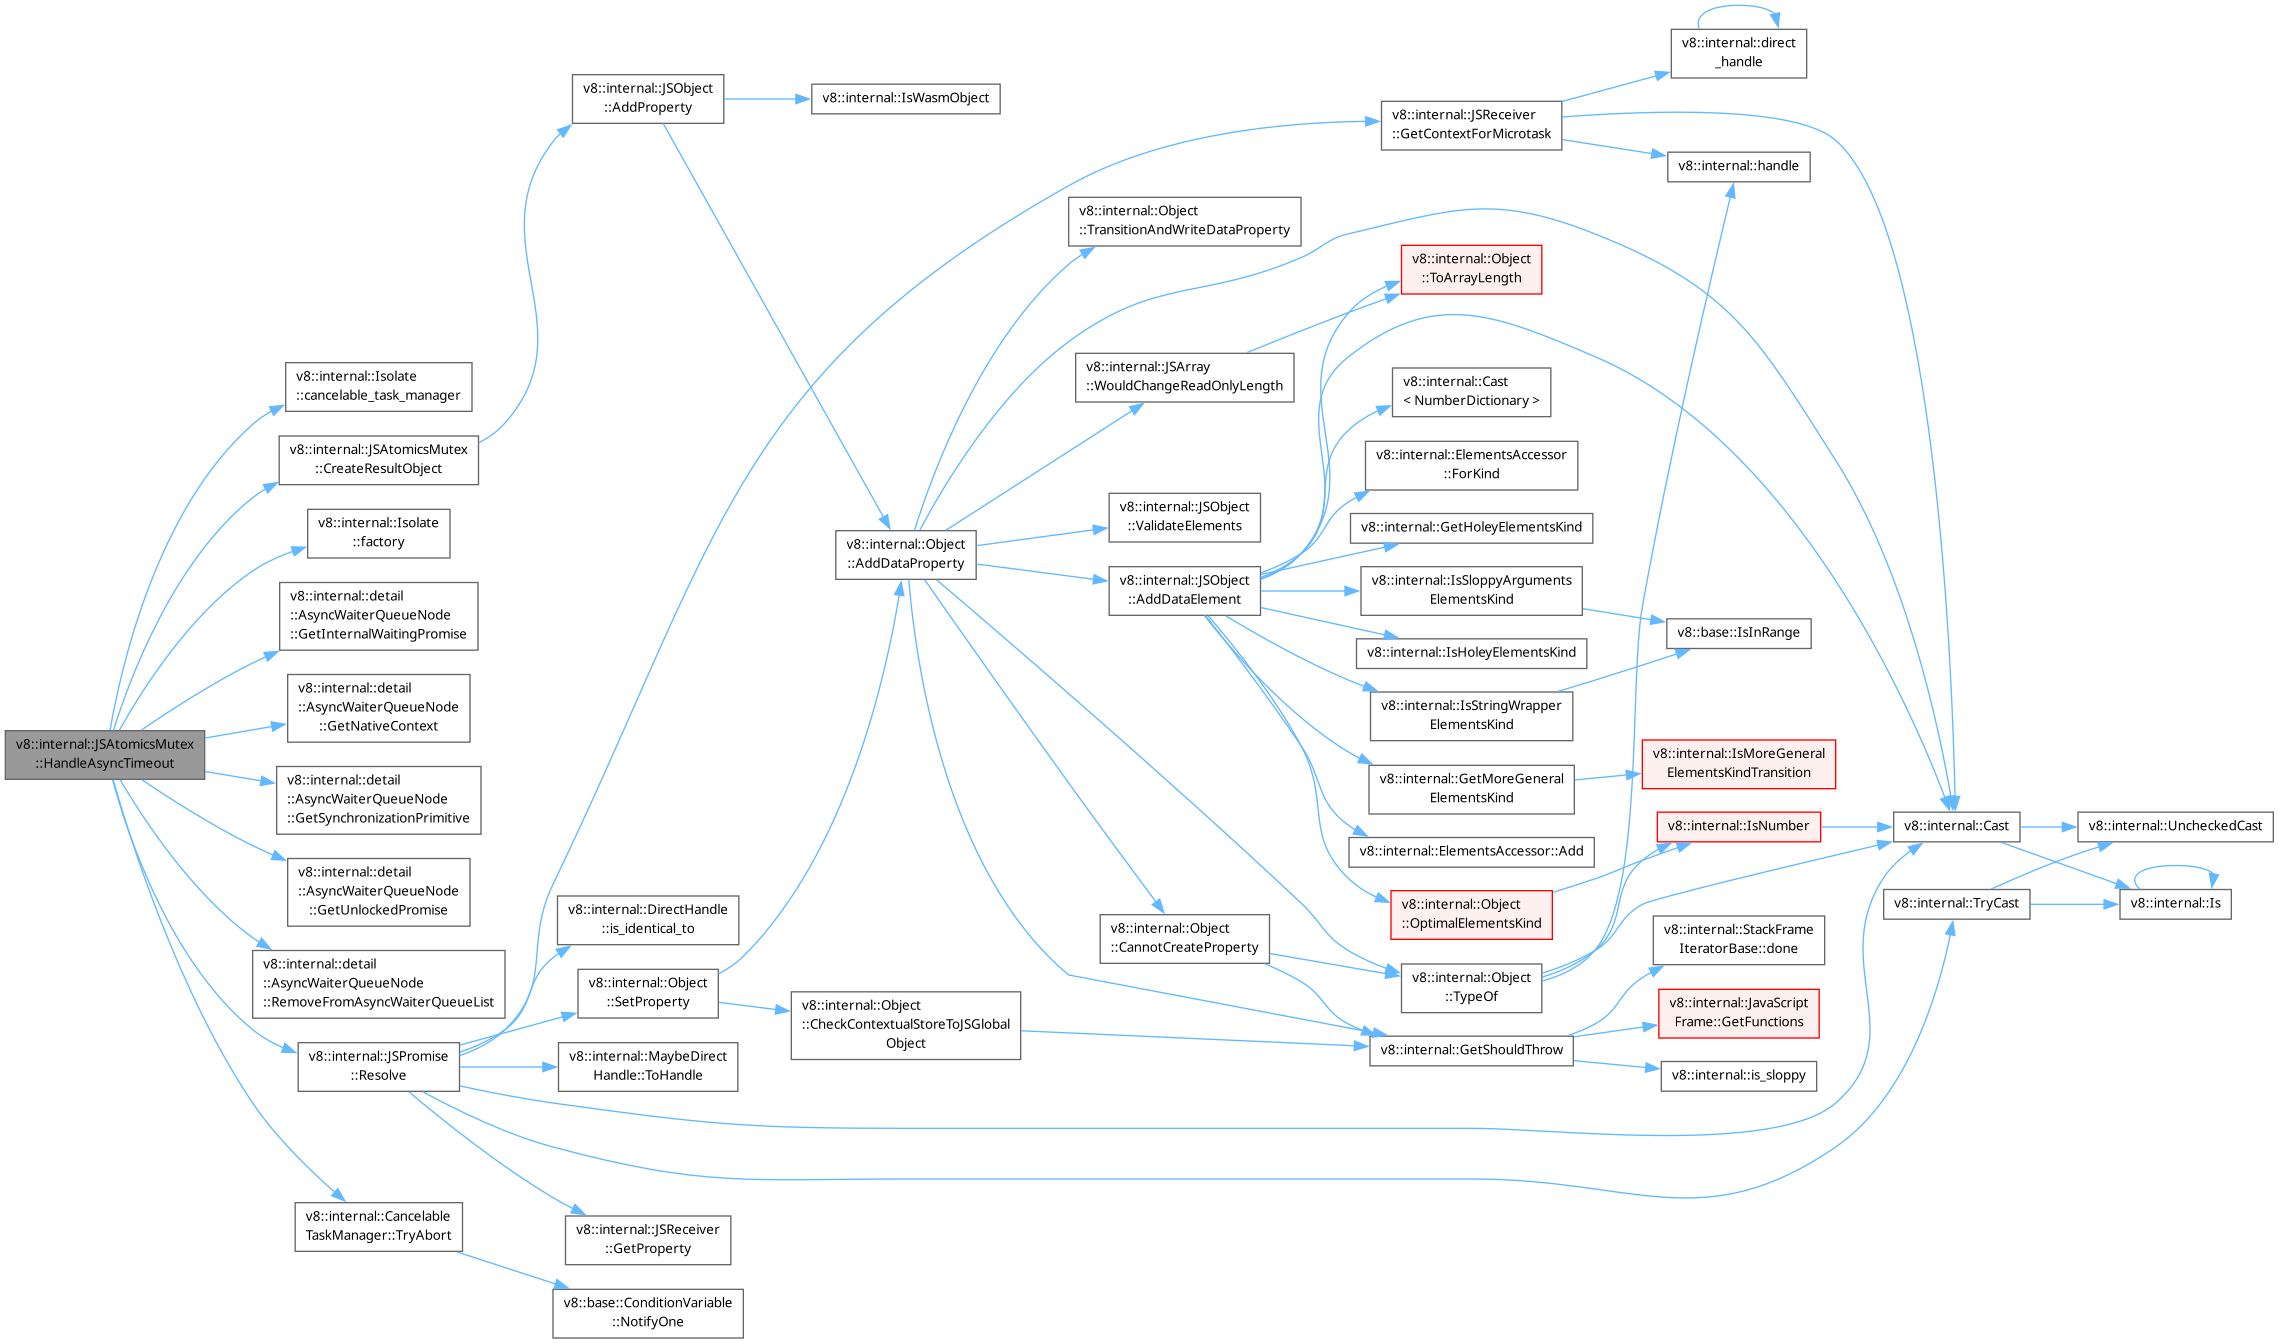 v8::internal::JSAtomicsMutex
::HandleAsyncTimeout
v8::internal::Isolate
::cancelable_task_manager
v8::internal::JSAtomicsMutex
::CreateResultObject
v8::internal::Isolate
::factory
v8::internal::detail
::AsyncWaiterQueueNode
::GetInternalWaitingPromise
v8::internal::detail
::AsyncWaiterQueueNode
::GetNativeContext
v8::internal::detail
::AsyncWaiterQueueNode
::GetSynchronizationPrimitive
v8::internal::detail
::AsyncWaiterQueueNode
::GetUnlockedPromise
v8::internal::detail
::AsyncWaiterQueueNode
::RemoveFromAsyncWaiterQueueList
v8::internal::JSPromise
::Resolve
v8::internal::Cancelable
TaskManager::TryAbort
v8::internal::JSObject
::AddProperty
v8::internal::DirectHandle
::is_identical_to
v8::internal::Object
::SetProperty
v8::internal::MaybeDirect
Handle::ToHandle
v8::internal::JSReceiver
::GetProperty
v8::base::ConditionVariable
::NotifyOne
v8::internal::IsWasmObject
v8::internal::Object
::AddDataProperty
v8::internal::Object
::CheckContextualStoreToJSGlobal
Object
v8::internal::Object
::TransitionAndWriteDataProperty
v8::internal::JSArray
::WouldChangeReadOnlyLength
v8::internal::JSObject
::ValidateElements
v8::internal::JSObject
::AddDataElement
v8::internal::Object
::CannotCreateProperty
v8::internal::JSReceiver
::GetContextForMicrotask
v8::internal::Object
::ToArrayLength
v8::internal::Cast
< NumberDictionary >
v8::internal::ElementsAccessor
::ForKind
v8::internal::GetHoleyElementsKind
v8::internal::IsSloppyArguments
ElementsKind
v8::internal::IsHoleyElementsKind
v8::internal::IsStringWrapper
ElementsKind
v8::internal::GetMoreGeneral
ElementsKind
v8::internal::ElementsAccessor::Add
v8::internal::Object
::OptimalElementsKind
v8::internal::Object
::TypeOf
v8::internal::GetShouldThrow
v8::internal::direct
_handle
v8::internal::handle
v8::base::IsInRange
v8::internal::IsMoreGeneral
ElementsKindTransition
v8::internal::IsNumber
v8::internal::StackFrame
IteratorBase::done
v8::internal::JavaScript
Frame::GetFunctions
v8::internal::is_sloppy
v8::internal::Cast
v8::internal::TryCast
v8::internal::UncheckedCast
v8::internal::Is